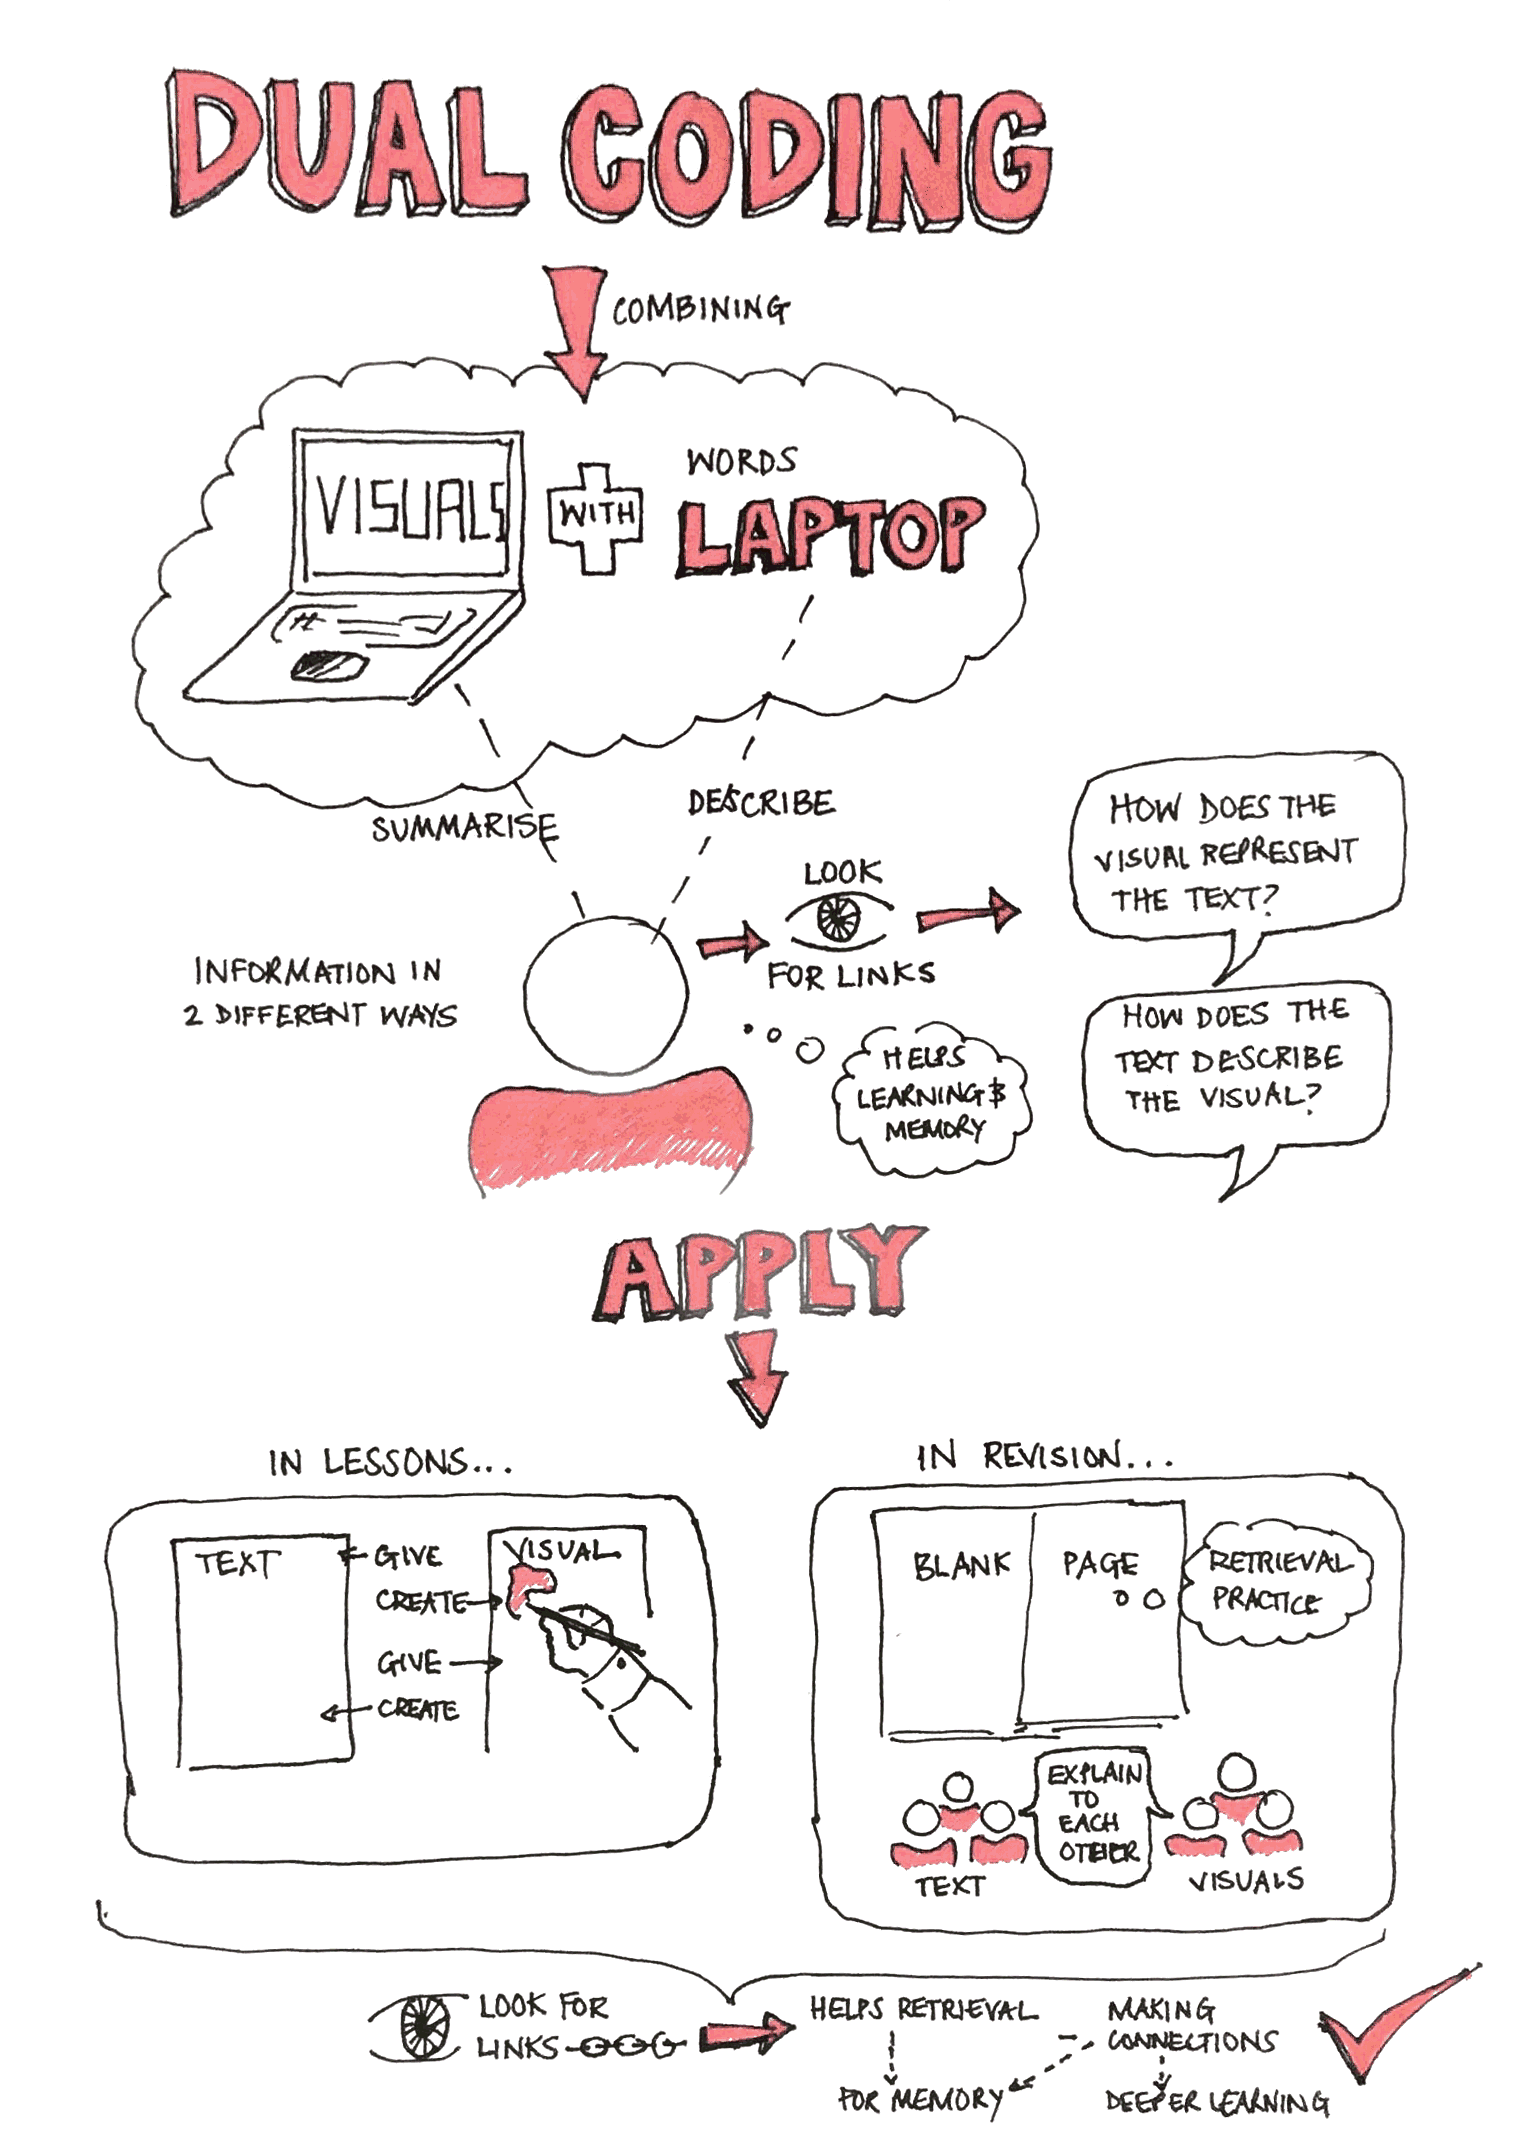 DUAL CODING
COMBINING
VISUALS
WITH
WORDS
LAPTOP
SUMMARISE
DESCRIBE
INFORMATION IN
2 DIFFERENT WAYS
LOOK
FOR LINKS
HELPS
LEARNING &
MEMORY
HOW DOES THE
VISUAL REPRESENT
THE TEXT?
HOW DOES THE
TEXT DESCRIBE
THE VISUAL?
APPLY
IN LESSONS...
TEXT
GIVE
CREATE
GIVE
CREATE
VISUAL
IN REVISION...
BLANK PAGE
RETRIEVAL
PRACTICE
EXPLAIN
TO
EACH
OTHER
TEXT
VISUALS
LOOK FOR
LINKS
HELPS RETRIEVAL
FOR MEMORY
MAKING
CONNECTIONS
DEEPER LEARNING